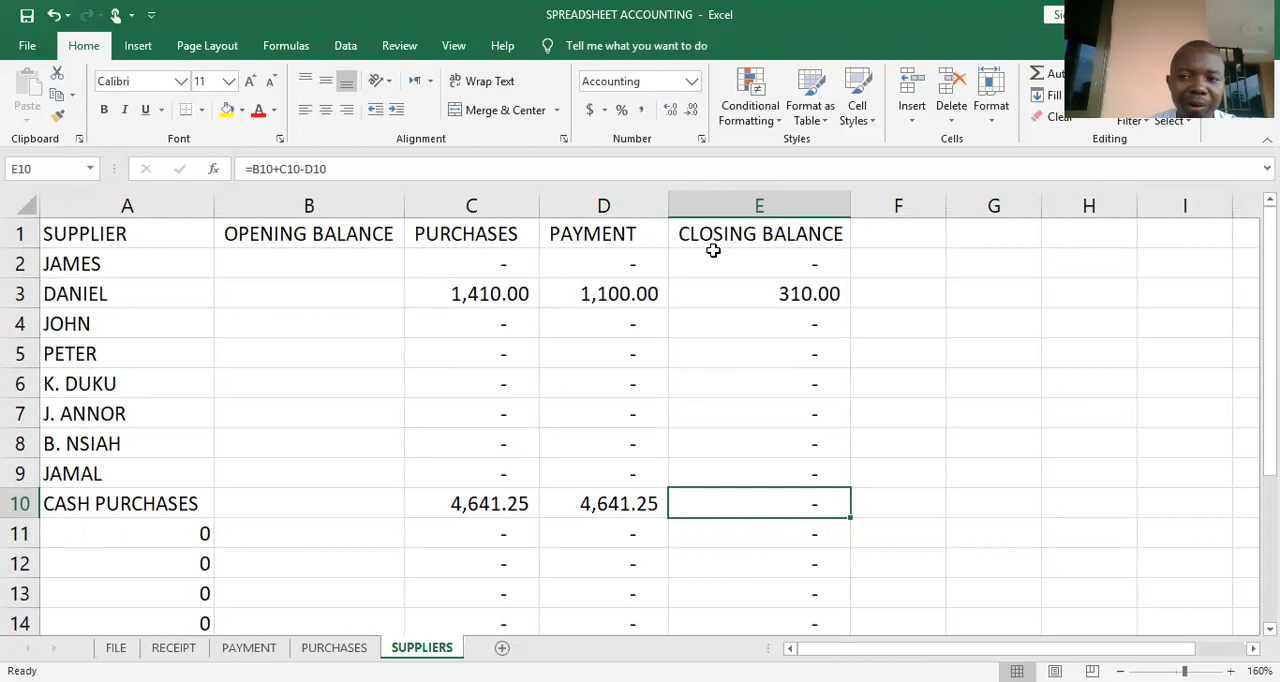 SPREADSHEET ACCOUNTING - Excel
File Home Insert Page Layout Formulas Data Review View Help Tell me what you want to do
Paste Calibri 11 Wrap Text Accounting Conditional Format as Cell Insert Delete Format
B I U Merge & Center $ % , Formatting Table Styles Fill
Clipboard Font Alignment Number Styles Cells Editing
E10 =B10+C10-D10
A B C D E F G H I
1 SUPPLIER OPENING BALANCE PURCHASES PAYMENT CLOSING BALANCE
2 JAMES - - -
3 DANIEL 1,410.00 1,100.00 310.00
4 JOHN - - -
5 PETER - - -
6 K. DUKU - - -
7 J. ANNOR - - -
8 B. NSIAH - - -
9 JAMAL - - -
10 CASH PURCHASES 4,641.25 4,641.25 -
11 0 - - -
12 0 - - -
13 0 - - -
14 0 - - -
FILE RECEIPT PAYMENT PURCHASES SUPPLIERS
Ready 160%